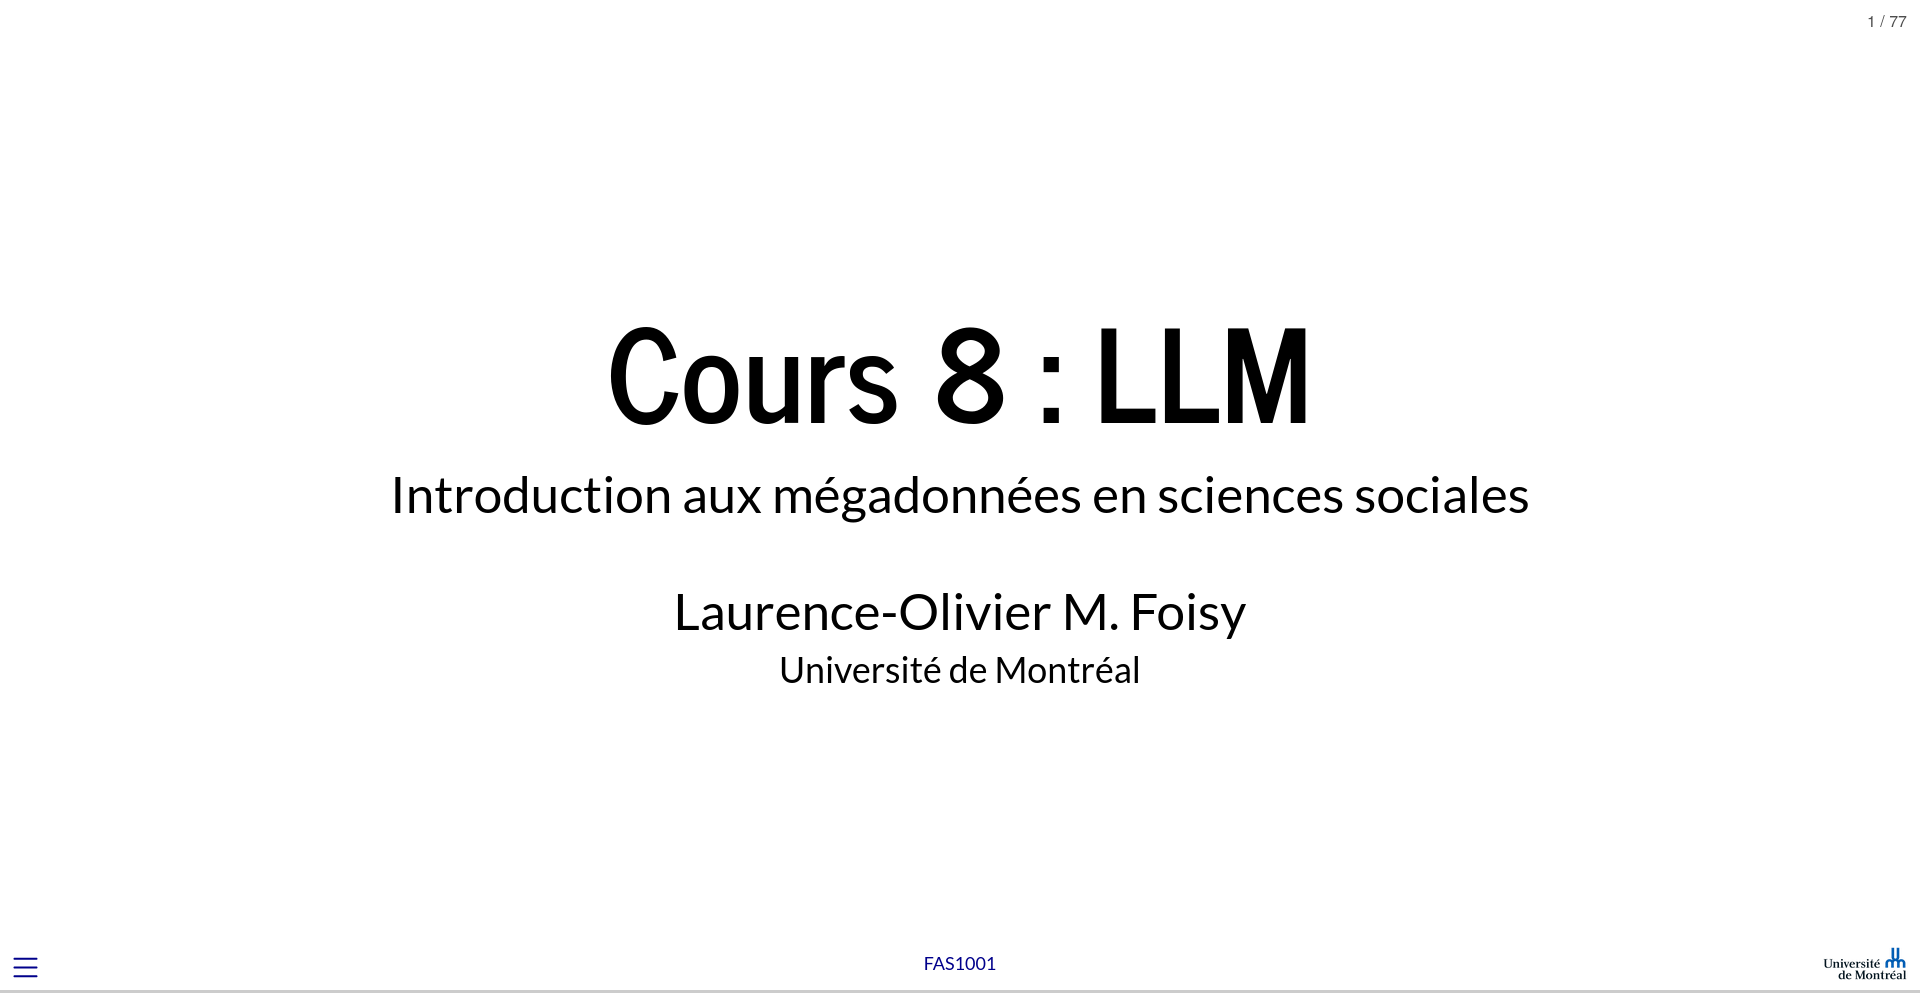 1 / 77
Cours 8 : LLM
Introduction aux mégadonnées en sciences sociales
Laurence-Olivier M. Foisy
Université de Montréal
FAS1001
Université
de Montréal